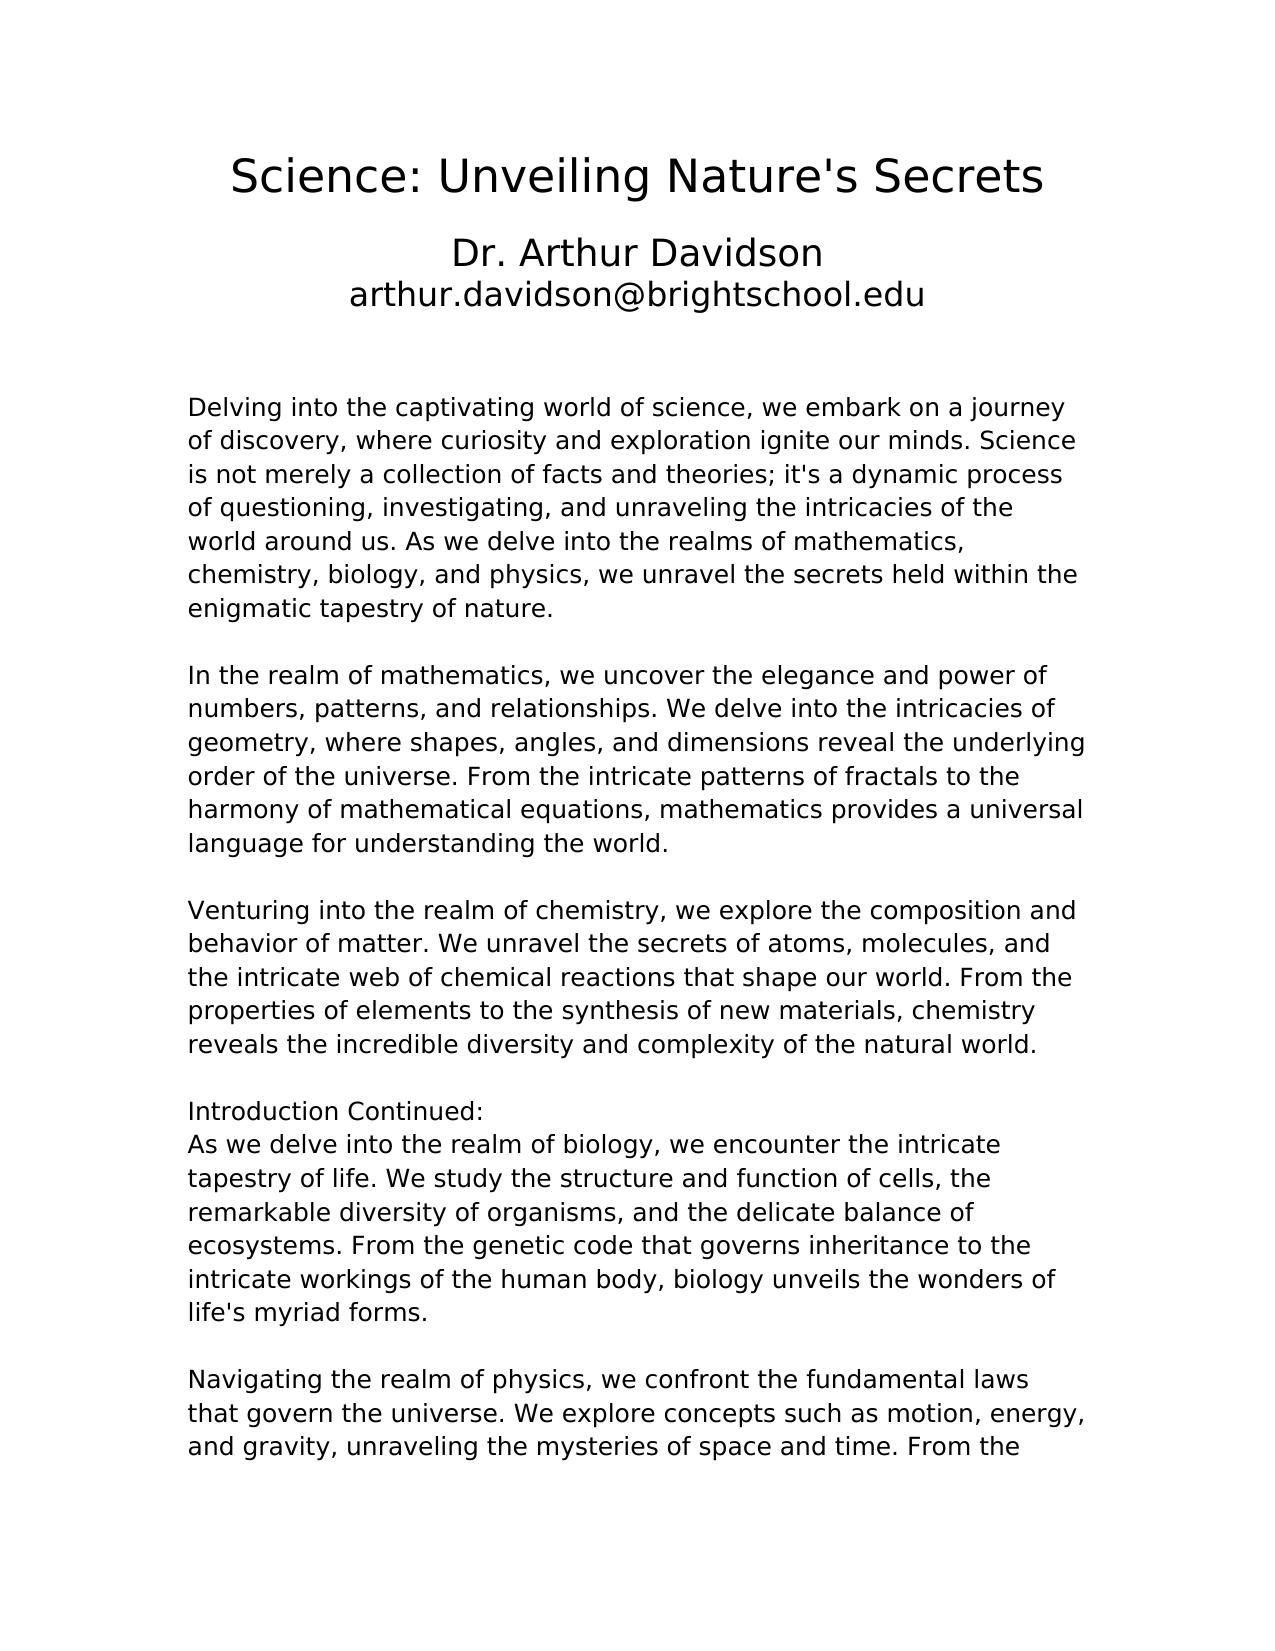 Science: Unveiling Nature's Secrets
Dr. Arthur Davidson
arthur.davidson@brightschool.edu
Delving into the captivating world of science, we embark on a journey
of discovery, where curiosity and exploration ignite our minds. Science
is not merely a collection of facts and theories; it's a dynamic process
of questioning, investigating, and unraveling the intricacies of the
world around us. As we delve into the realms of mathematics,
chemistry, biology, and physics, we unravel the secrets held within the
enigmatic tapestry of nature.
In the realm of mathematics, we uncover the elegance and power of
numbers, patterns, and relationships. We delve into the intricacies of
geometry, where shapes, angles, and dimensions reveal the underlying
order of the universe. From the intricate patterns of fractals to the
harmony of mathematical equations, mathematics provides a universal
language for understanding the world.
Venturing into the realm of chemistry, we explore the composition and
behavior of matter. We unravel the secrets of atoms, molecules, and
the intricate web of chemical reactions that shape our world. From the
properties of elements to the synthesis of new materials, chemistry
reveals the incredible diversity and complexity of the natural world.
Introduction Continued:
As we delve into the realm of biology, we encounter the intricate
tapestry of life. We study the structure and function of cells, the
remarkable diversity of organisms, and the delicate balance of
ecosystems. From the genetic code that governs inheritance to the
intricate workings of the human body, biology unveils the wonders of
life's myriad forms.
Navigating the realm of physics, we confront the fundamental laws
that govern the universe. We explore concepts such as motion, energy,
and gravity, unraveling the mysteries of space and time. From the